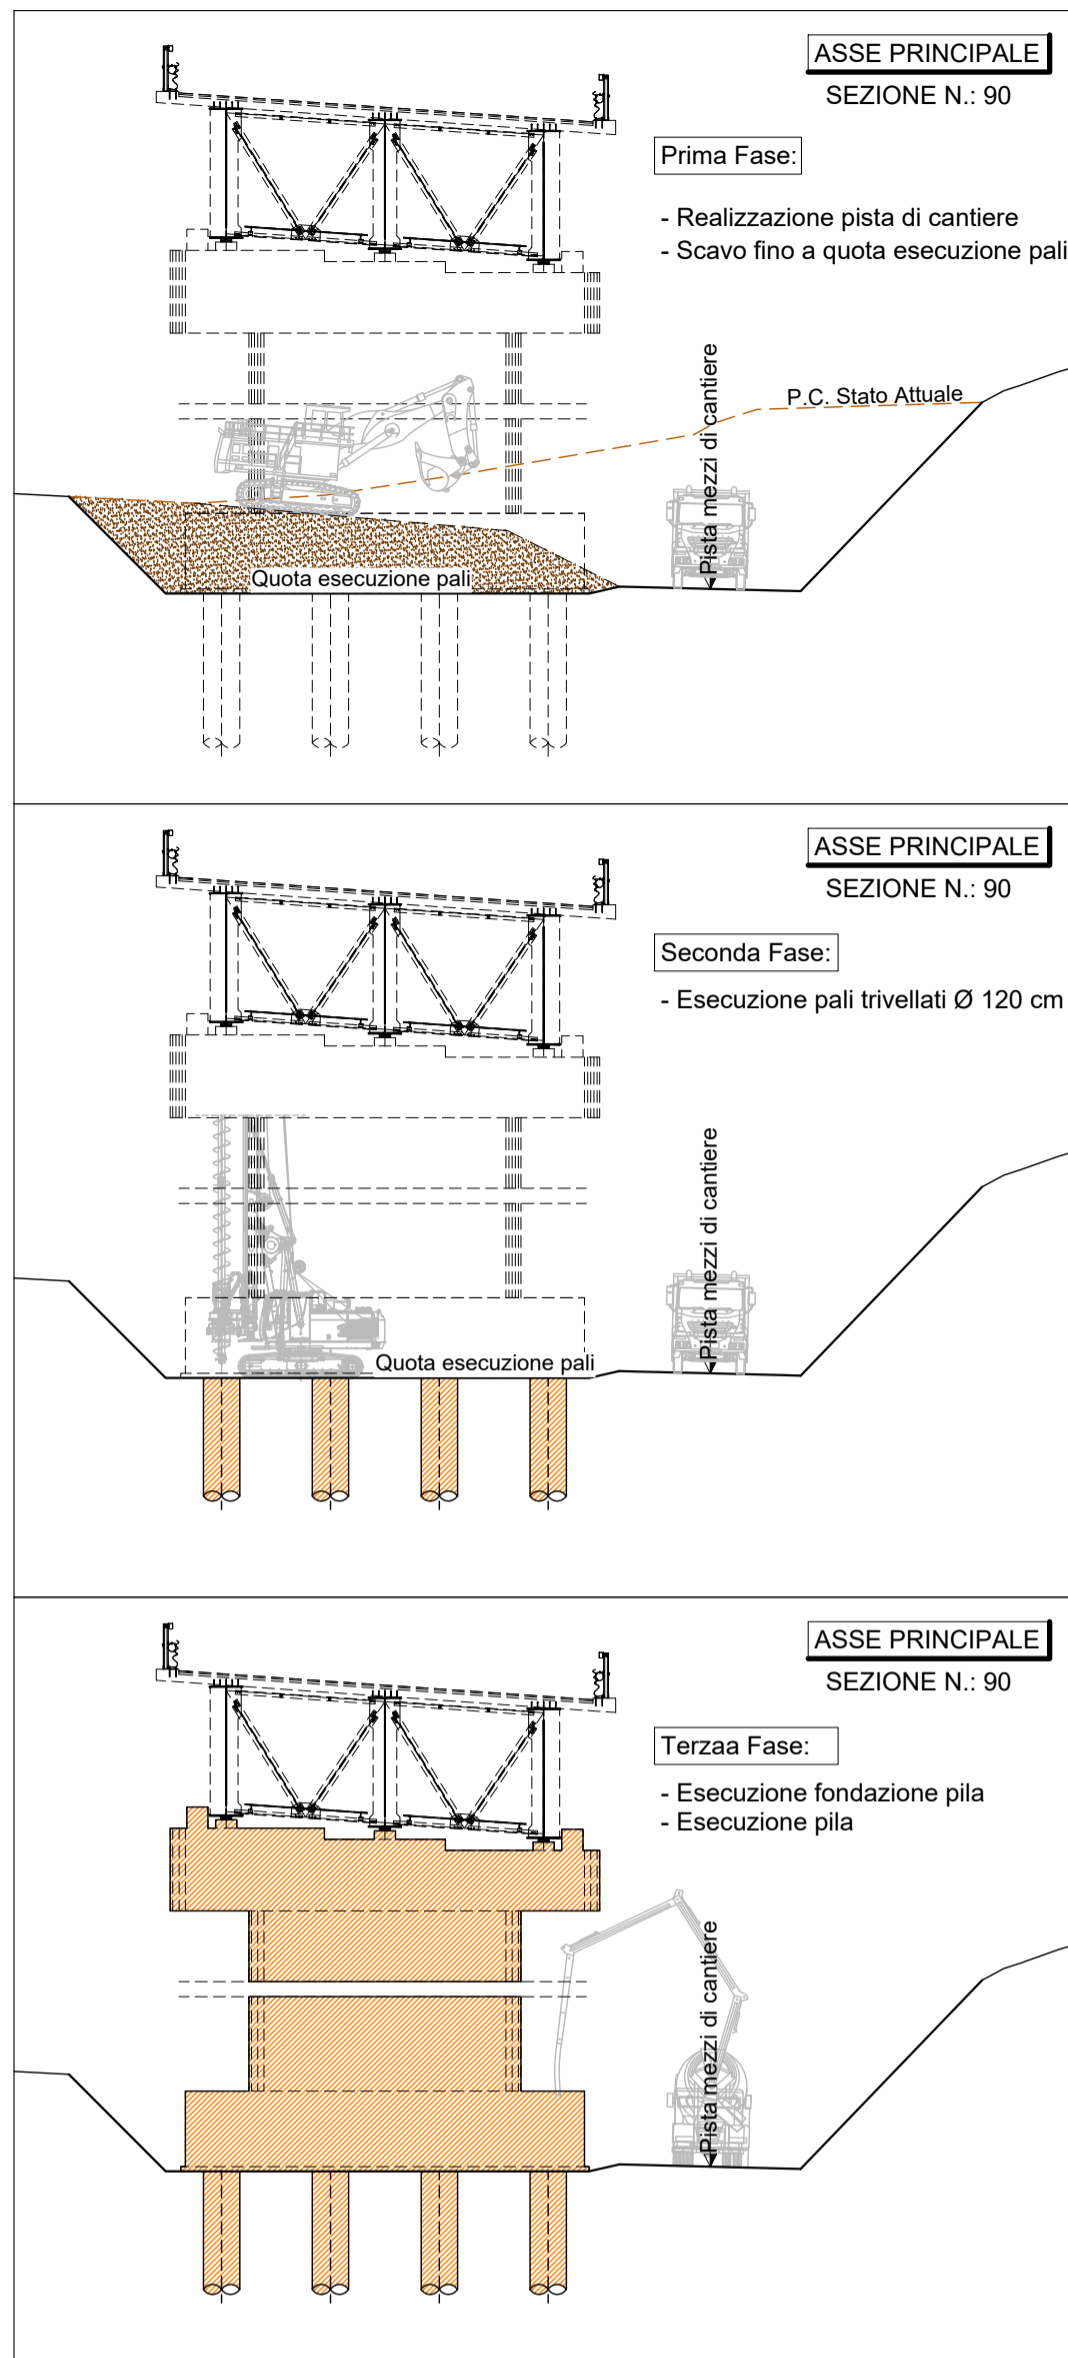 ASSE PRINCIPALE
SEZIONE N.: 90
Prima Fase:
- Realizzazione pista di cantiere
- Scavo fino a quota esecuzione pali
P.C. Stato Attuale
Pista mezzi di cantiere
Quota esecuzione pali
ASSE PRINCIPALE
SEZIONE N.: 90
Seconda Fase:
- Esecuzione pali trivellati Ø 120 cm
Pista mezzi di cantiere
Quota esecuzione pali
ASSE PRINCIPALE
SEZIONE N.: 90
Terzaa Fase:
- Esecuzione fondazione pila
- Esecuzione pila
Pista mezzi di cantiere